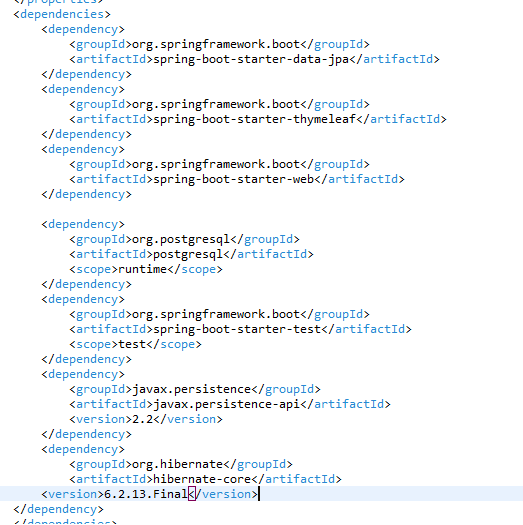 </properties>
<dependencies>
<dependency>
<groupId>org.springframework.boot</groupId>
<artifactId>spring-boot-starter-data-jpa</artifactId>
</dependency>
<dependency>
<groupId>org.springframework.boot</groupId>
<artifactId>spring-boot-starter-thymeleaf</artifactId>
</dependency>
<dependency>
<groupId>org.springframework.boot</groupId>
<artifactId>spring-boot-starter-web</artifactId>
</dependency>
<dependency>
<groupId>org.postgresql</groupId>
<artifactId>postgresql</artifactId>
<scope>runtime</scope>
</dependency>
<dependency>
<groupId>org.springframework.boot</groupId>
<artifactId>spring-boot-starter-test</artifactId>
<scope>test</scope>
</dependency>
<dependency>
<groupId>javax.persistence</groupId>
<artifactId>javax.persistence-api</artifactId>
<version>2.2</version>
</dependency>
<dependency>
<groupId>org.hibernate</groupId>
<artifactId>hibernate-core</artifactId>
<version>6.2.13.Final</version>
</dependency>
</dependencies>